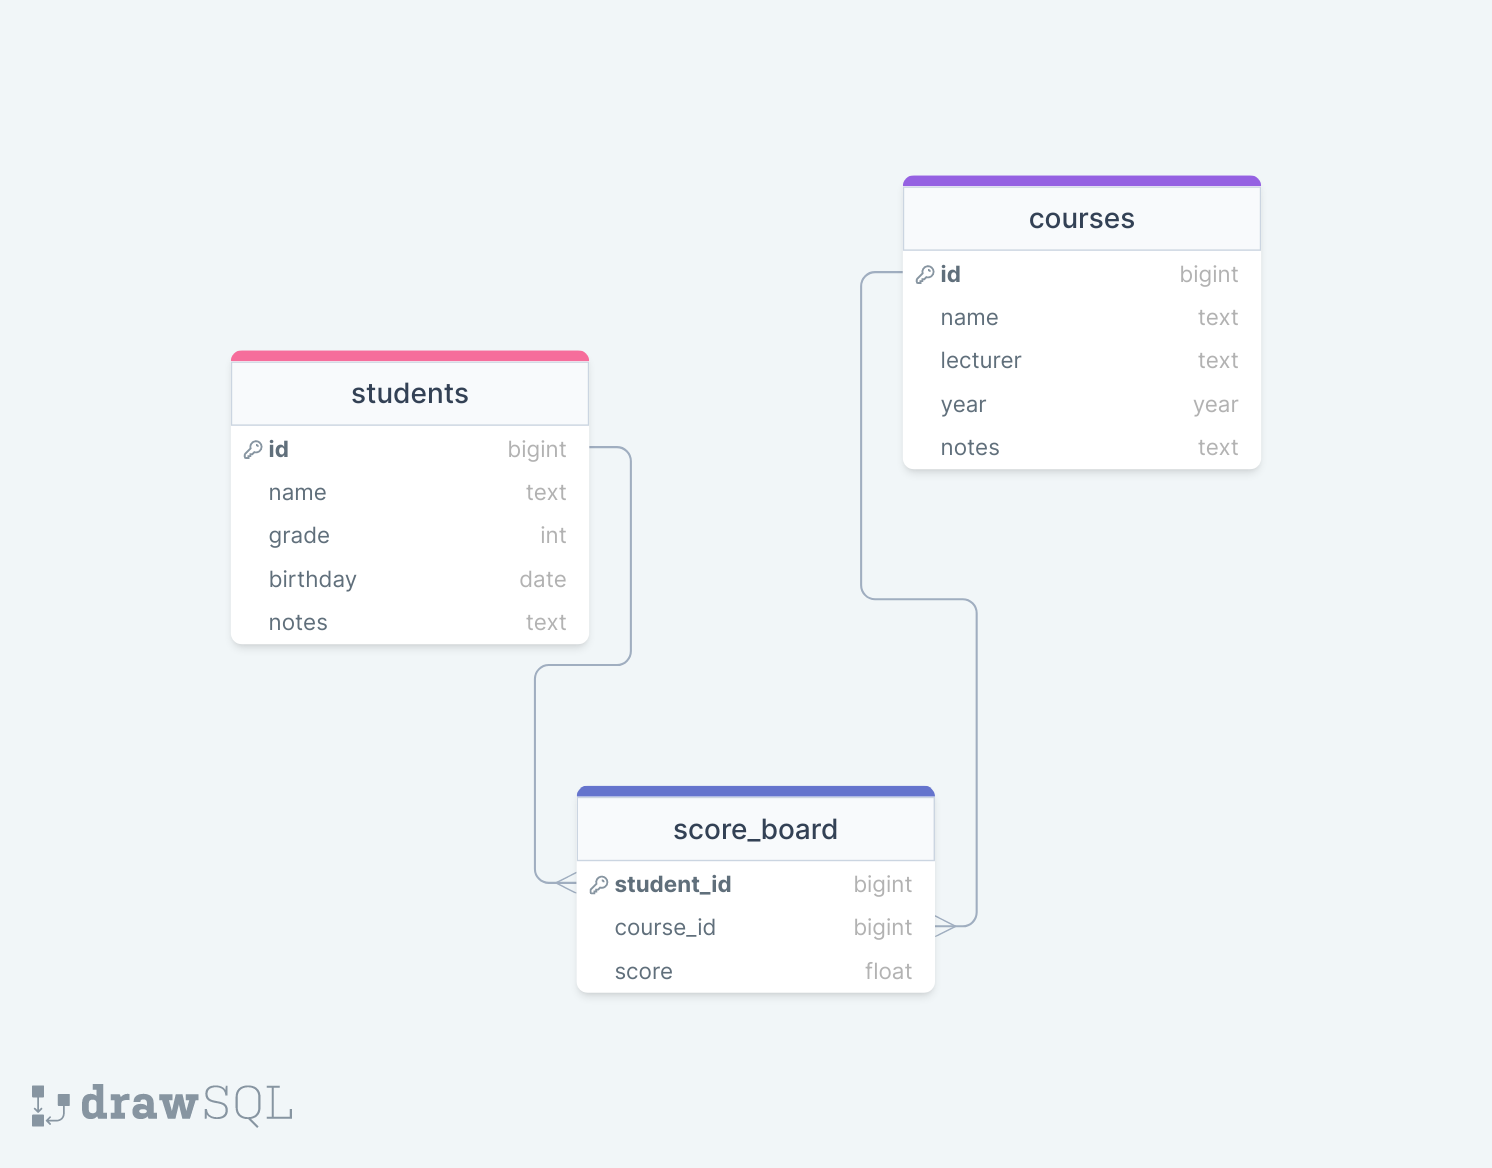 courses
id bigint
name text
lecturer text
year year
notes text
students
id bigint
name text
grade int
birthday date
notes text
score_board
student_id bigint
course_id bigint
score float
drawSQL